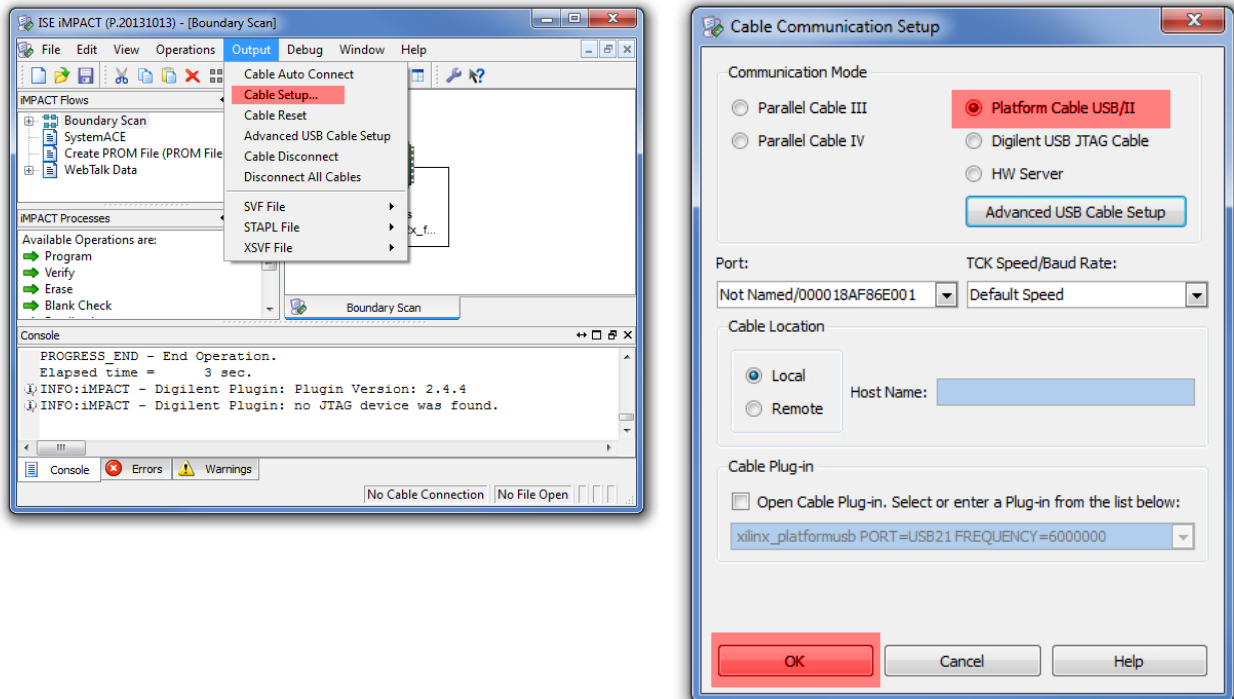 ISE iMPACT (P.20131013) - [Boundary Scan]
File Edit View Operations Output Debug Window Help
Cable Auto Connect
Cable Setup...
Cable Reset
Advanced USB Cable Setup
Cable Disconnect
Disconnect All Cables
SVF File
STAPL File
XSVF File
iMPACT Flows
Boundary Scan
SystemACE
Create PROM File (PROM File
WebTalk Data
iMPACT Processes
Available Operations are:
Program
Verify
Erase
Blank Check
Boundary Scan
Console
PROGRESS_END - End Operation.
Elapsed time = 3 sec.
INFO:iMPACT - Digilent Plugin: Plugin Version: 2.4.4
INFO:iMPACT - Digilent Plugin: no JTAG device was found.
Console Errors Warnings
No Cable Connection No File Open
Cable Communication Setup
Communication Mode
Parallel Cable III Platform Cable USB/II
Parallel Cable IV Digilent USB JTAG Cable
HW Server
Advanced USB Cable Setup
Port: TCK Speed/Baud Rate:
Not Named/000018AF86E001 Default Speed
Cable Location
Local
Host Name:
Remote
Cable Plug-in
Open Cable Plug-in. Select or enter a Plug-in from the list below:
xilinx_platformusb PORT=USB21 FREQUENCY=6000000
OK Cancel Help